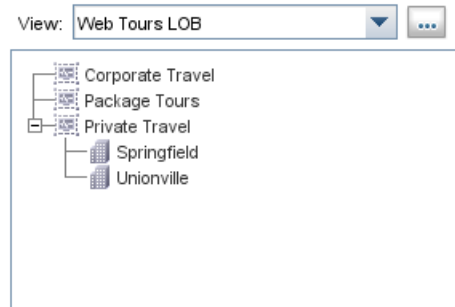 View: Web Tours LOB ...
Corporate Travel
Package Tours
Private Travel
Springfield
Unionville